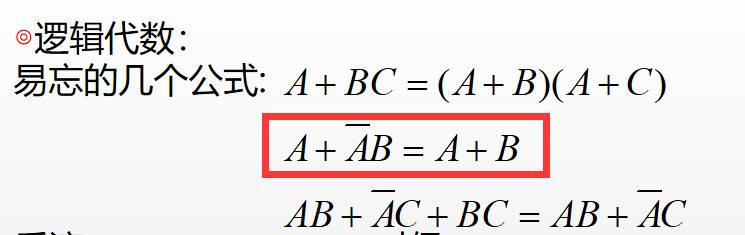 ◎逻辑代数：
易忘的几个公式: A + BC = (A + B)(A + C)
A + A̅B = A + B
AB + A̅C + BC = AB + A̅C